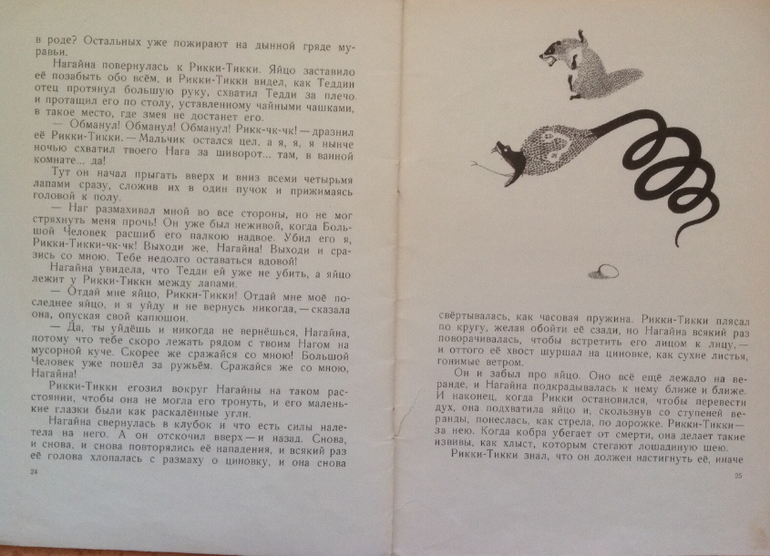 в роде? Остальных уже пожирают на дынной гряде му-
равьи.
Нагайна повернулась к Рикки-Тикки. Яйцо заставило
её позабыть обо всём, и Рикки-Тикки видел, как Теддин
отец протянул большую руку, схватил Тедди за плечо
и протащил его по столу, уставленному чайными чашками,
в такое место, где змея не достанет его.
— Обманул! Обманул! Обманул! Рикк-чк-чк! — дразнил
её Рикки-Тикки. — Мальчик остался цел, а я, я, я нынче
ночью схватил твоего Нага за шиворот... там, в ванной
комнате... да!
Тут он начал прыгать вверх и вниз всеми четырьмя
лапами сразу, сложив их в один пучок и прижимаясь
головой к полу.
— Наг размахивал мной во все стороны, но не мог
стряхнуть меня прочь! Он уже был неживой, когда Боль-
шой Человек расшиб его палкою надвое. Убил его я,
Рикки-Тикки-чк-чк! Выходи же, Нагайна! Выходи и сра-
зись со мною. Тебе недолго оставаться вдовой!
Нагайна увидела, что Тедди ей уже не убить, а яйцо
лежит у Рикки-Тикки между лапами.
— Отдай мне яйцо, Рикки-Тикки! Отдай мне моё по-
следнее яйцо, и я уйду и не вернусь никогда, — сказала
она, опуская свой капюшон.
— Да, ты уйдёшь и никогда не вернёшься, Нагайна,
потому что тебе скоро лежать рядом с твоим Нагом на
мусорной куче. Скорее же сражайся со мною! Большой
Человек уже пошёл за ружьём. Сражайся же со мною,
Нагайна!
Рикки-Тикки егозил вокруг Нагайны на таком рас-
стоянии, чтобы она не могла его тронуть, и его малень-
кие глазки были как раскалённые угли.
Нагайна свернулась в клубок и что есть силы нале-
тела на него. А он отскочил вверх — и назад. Снова,
и снова, и снова повторялись её нападения, и всякий раз
её голова хлопалась с размаху о циновку, и она снова
24
свёртывалась, как часовая пружина. Рикки-Тикки плясал
по кругу, желая обойти её сзади, но Нагайна всякий раз
поворачивалась, чтобы встретить его лицом к лицу, —
и оттого её хвост шуршал на циновке, как сухие листья,
гонимые ветром.
Он и забыл про яйцо. Оно всё ещё лежало на ве-
ранде, и Нагайна подкрадывалась к нему ближе и ближе.
И наконец, когда Рикки остановился, чтобы перевести
дух, она подхватила яйцо и, скользнув со ступеней ве-
ранды, понеслась, как стрела, по дорожке. Рикки-Тикки —
за нею. Когда кобра убегает от смерти, она делает такие
извивы, как хлыст, которым стегают лошадиную шею.
Рикки-Тикки знал, что он должен настигнуть её, иначе
25